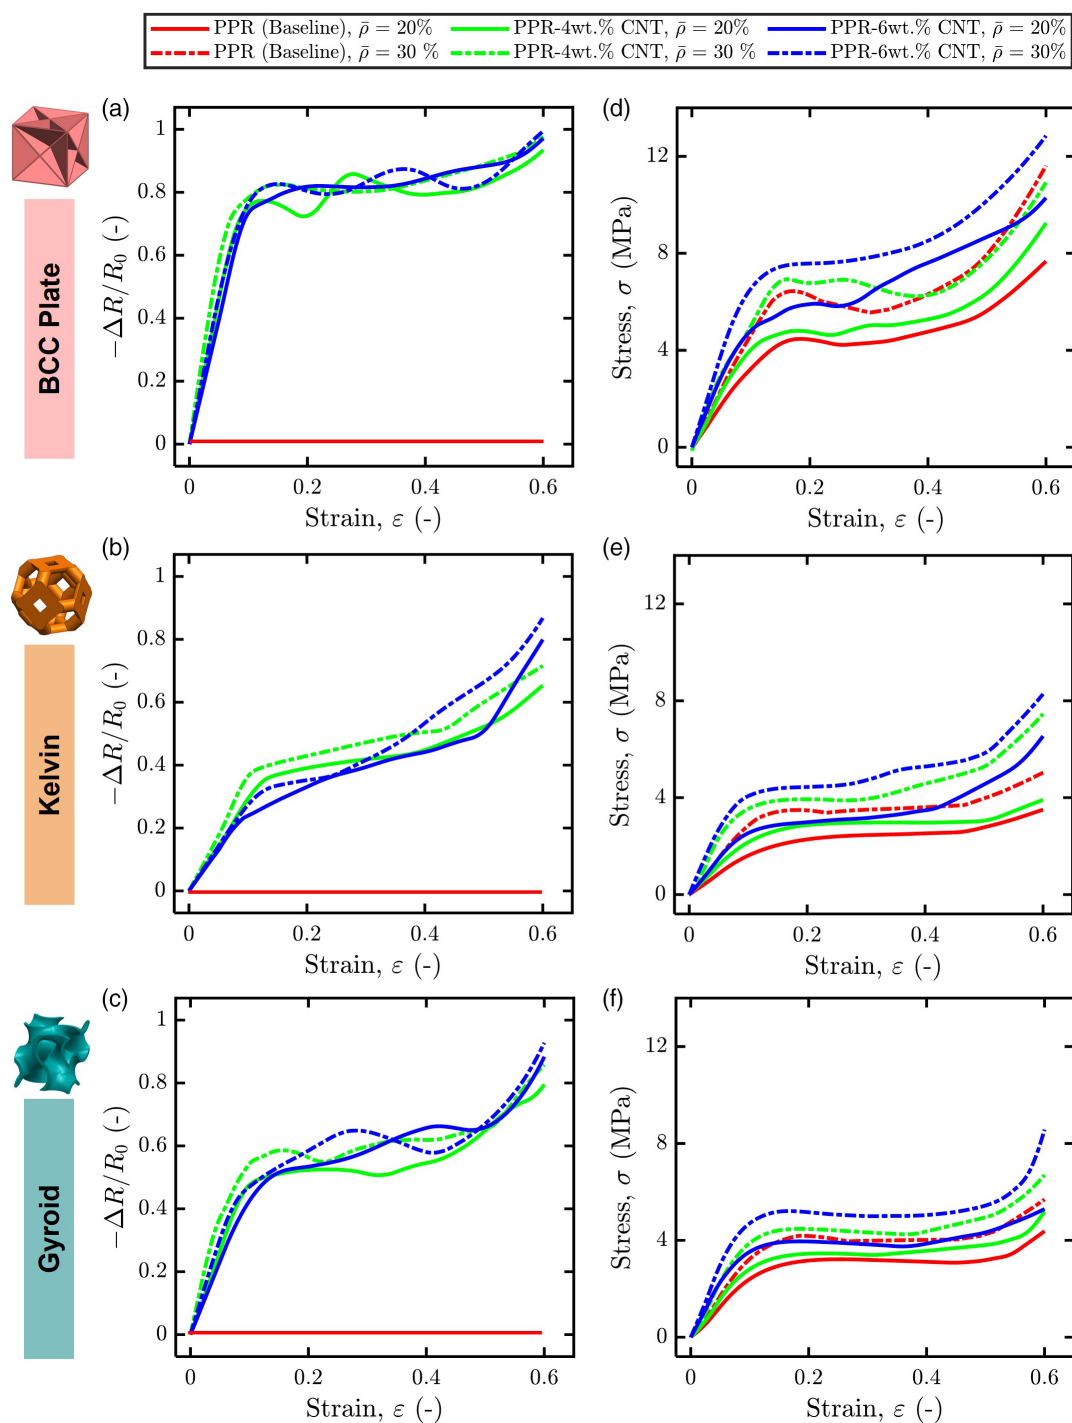 PPR (Baseline), ρ̄ = 20%
PPR-4wt.% CNT, ρ̄ = 20%
PPR-6wt.% CNT, ρ̄ = 20%
PPR (Baseline), ρ̄ = 30 %
PPR-4wt.% CNT, ρ̄ = 30 %
PPR-6wt.% CNT, ρ̄ = 30%
BCC Plate
(a)
−ΔR/R₀ (-)
1
0.8
0.6
0.4
0.2
0
0 0.2 0.4 0.6
Strain, ε (-)
(d)
Stress, σ (MPa)
12
8
4
0
0 0.2 0.4 0.6
Strain, ε (-)
Kelvin
(b)
−ΔR/R₀ (-)
1
0.8
0.6
0.4
0.2
0
0 0.2 0.4 0.6
Strain, ε (-)
(e)
Stress, σ (MPa)
12
8
4
0
0 0.2 0.4 0.6
Strain, ε (-)
Gyroid
(c)
−ΔR/R₀ (-)
1
0.8
0.6
0.4
0.2
0
0 0.2 0.4 0.6
Strain, ε (-)
(f)
Stress, σ (MPa)
12
8
4
0
0 0.2 0.4 0.6
Strain, ε (-)